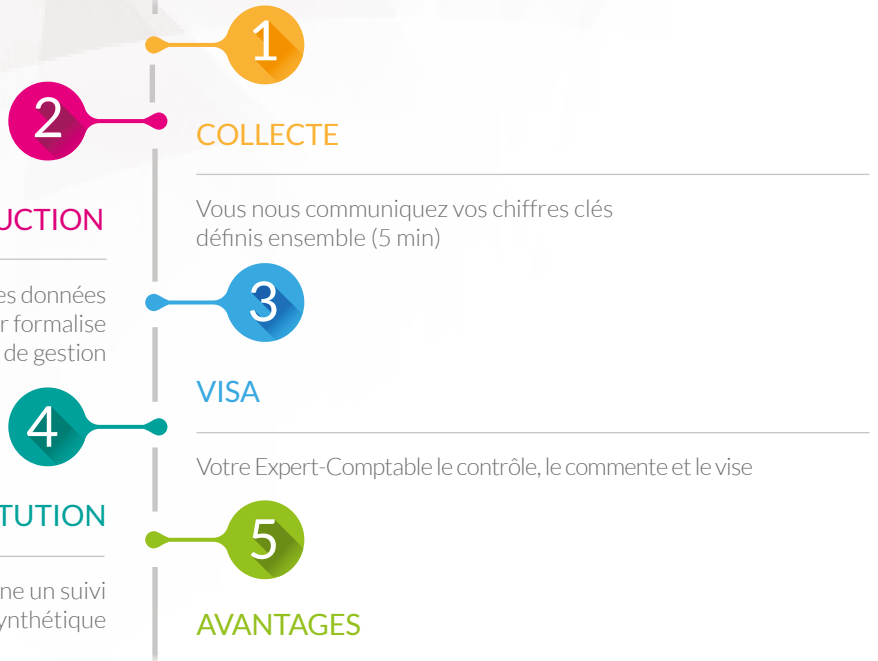 1
COLLECTE
Vous nous communiquez vos chiffres clés
définis ensemble (5 min)
2
UCTION
es données
r formalise
de gestion
3
VISA
Votre Expert-Comptable le contrôle, le commente et le vise
4
TUTION
ne un suivi
ynthétique
5
AVANTAGES